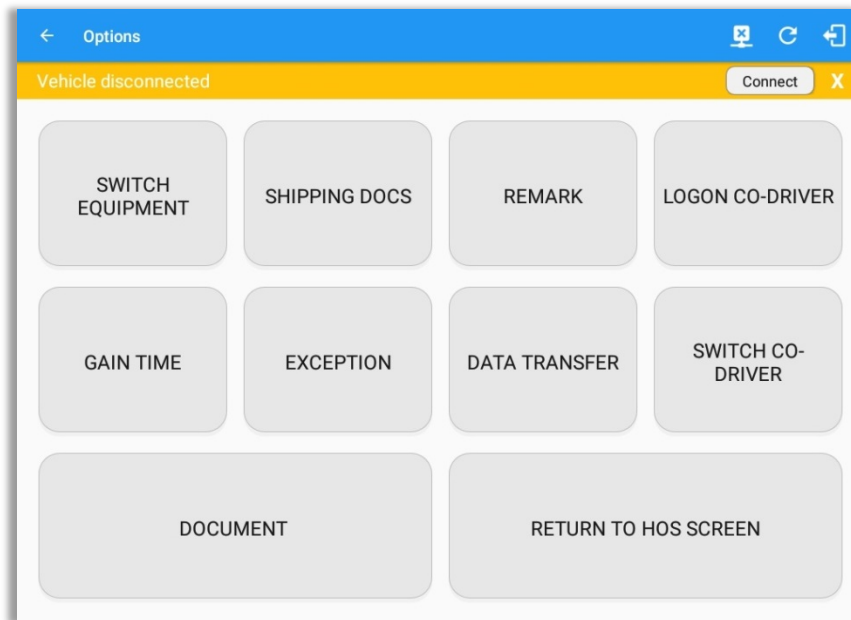 Options
Vehicle disconnected
Connect
X
SWITCH
EQUIPMENT
SHIPPING DOCS
REMARK
LOGON CO-DRIVER
GAIN TIME
EXCEPTION
DATA TRANSFER
SWITCH CO-
DRIVER
DOCUMENT
RETURN TO HOS SCREEN